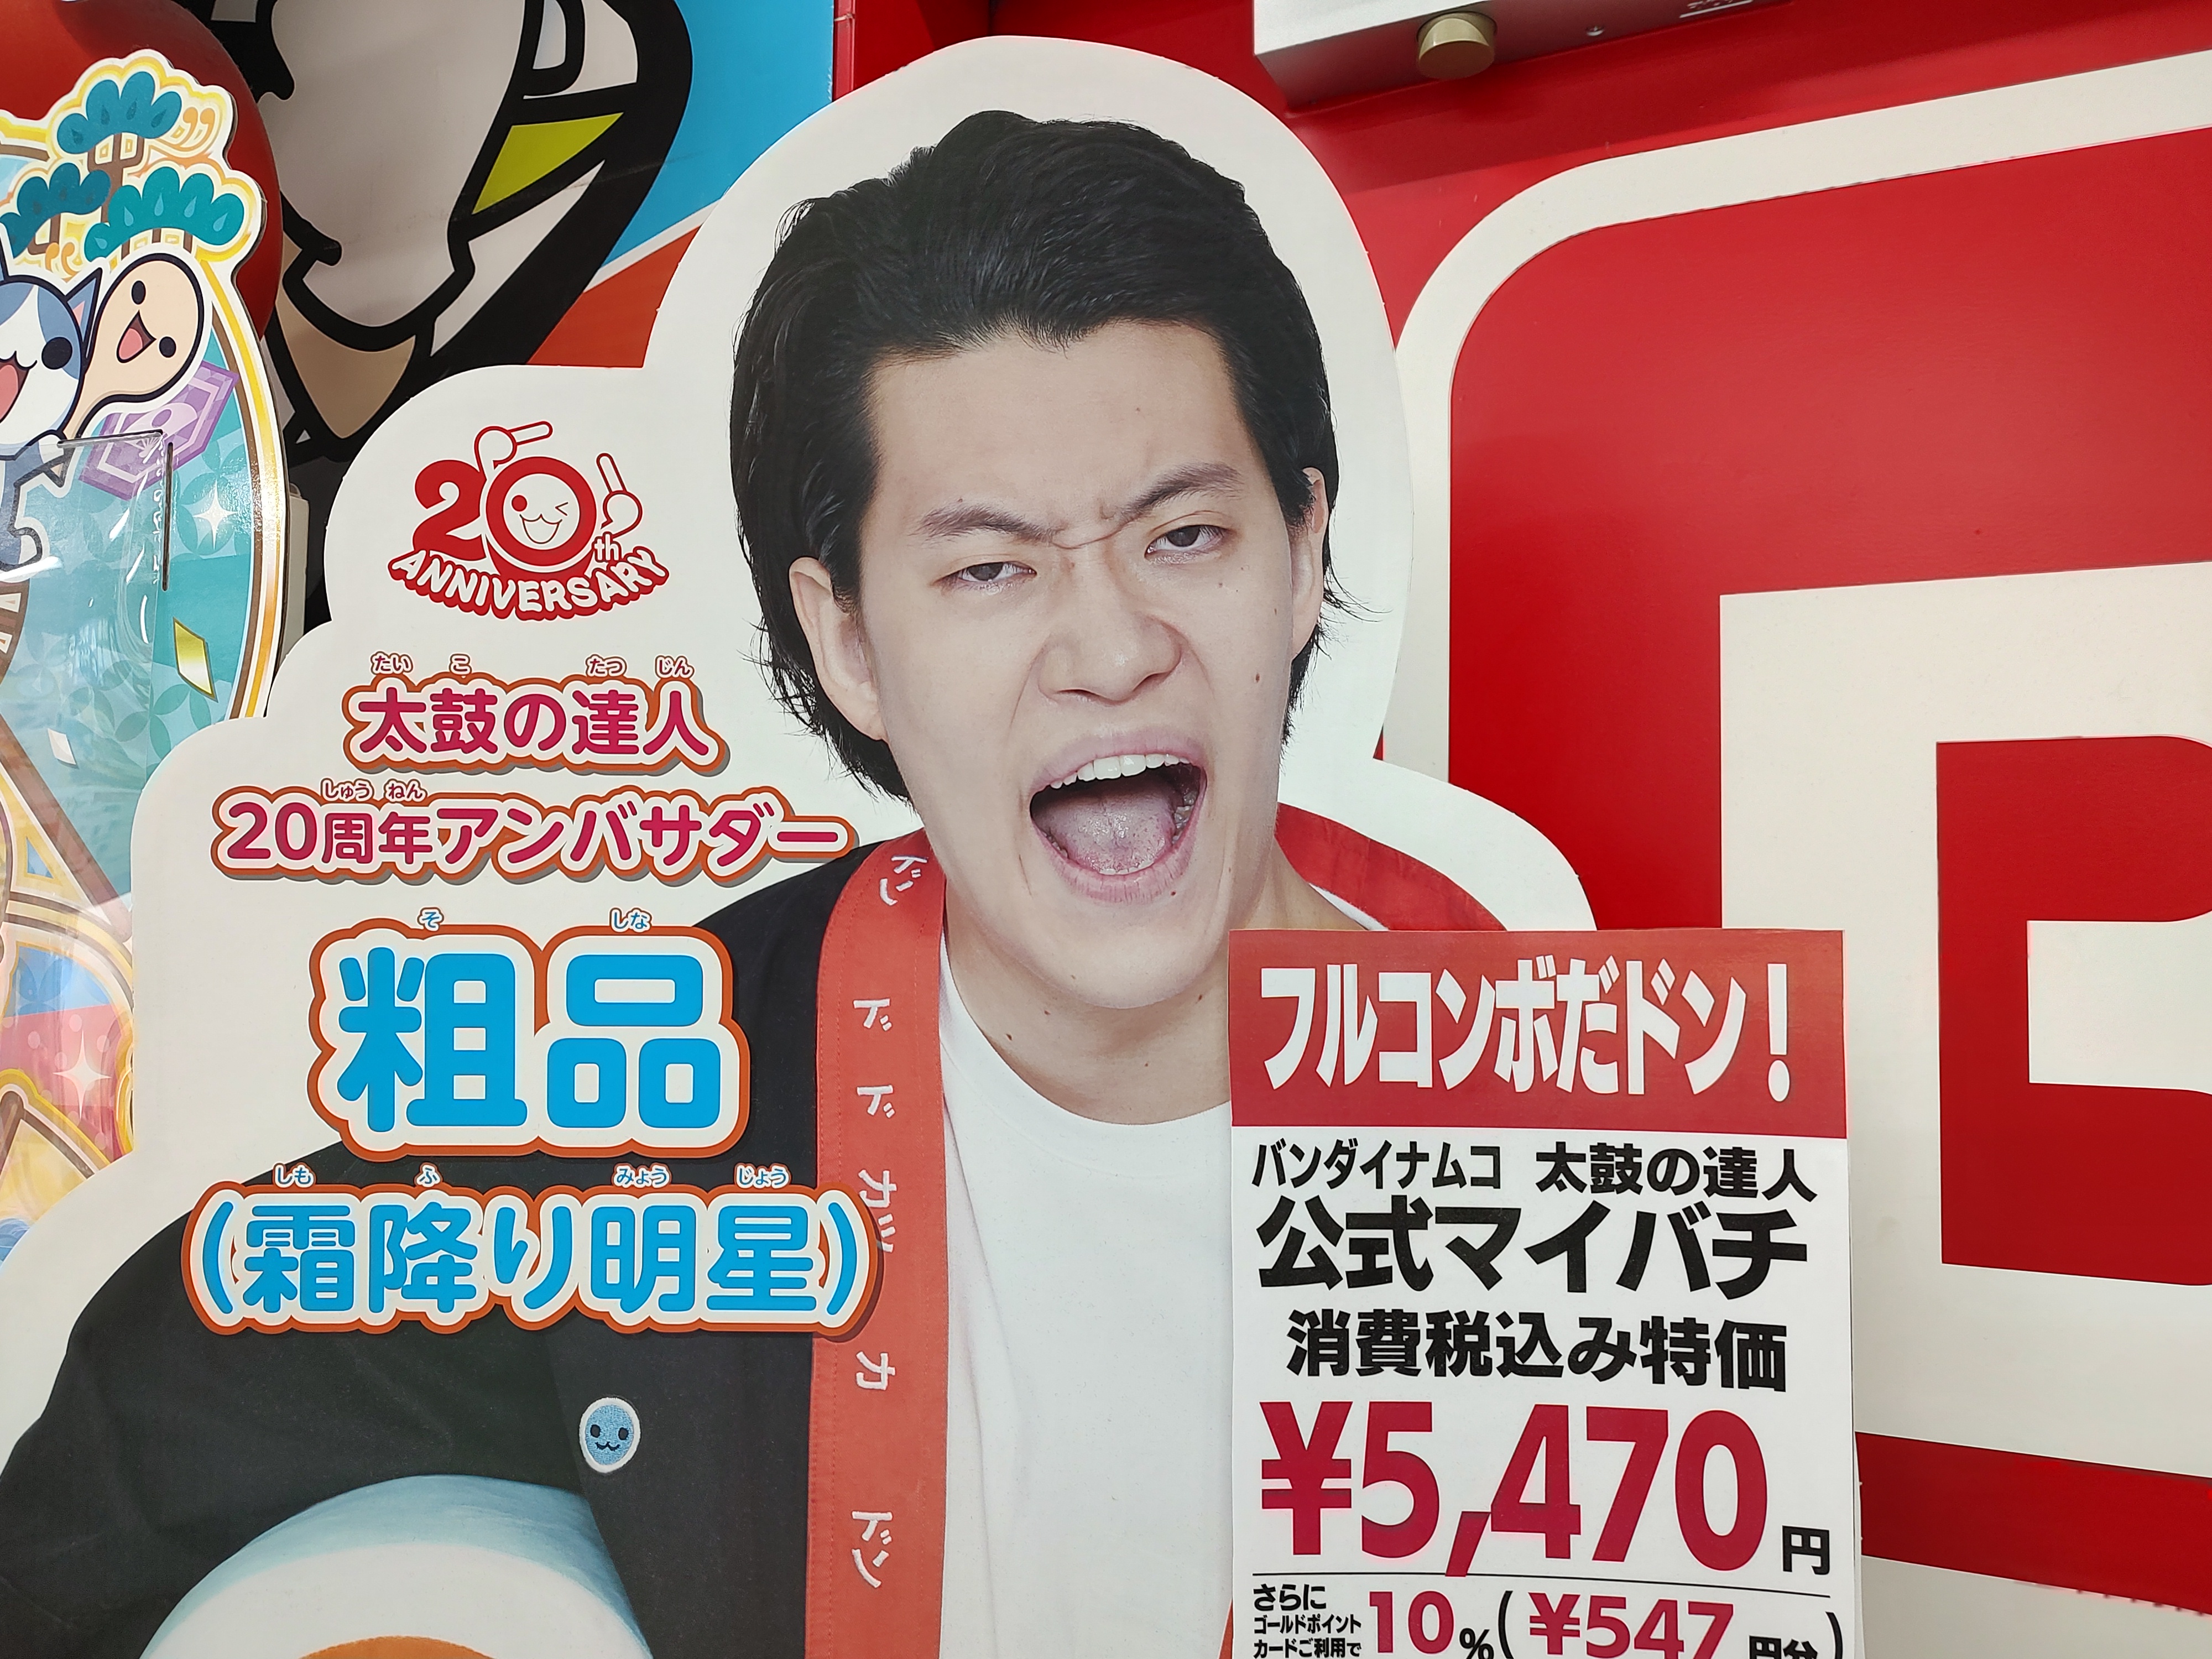 20th
ANNIVERSARY
たい こ たつ じん
太鼓の達人
しゅう ねん
20周年アンバサダー
そ しな
粗品
しも ふ みょう じょう
(霜降り明星)
ドン
ド
ド
カッ
カ
ドン
フルコンボだドン!
バンダイナムコ 太鼓の達人
公式マイバチ
消費税込み特価
¥5,470円
さらに
ゴールドポイント
カードご利用で
10%(¥547円分)